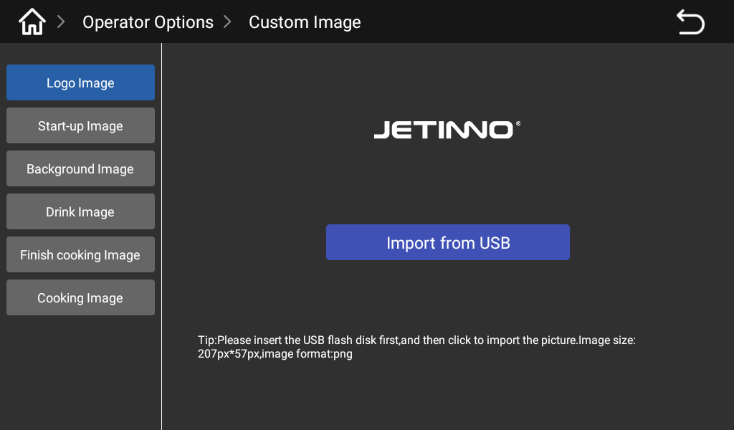 Operator Options > Custom Image
Logo Image
Start-up Image
Background Image
Drink Image
Finish cooking Image
Cooking Image
JETINNO®
Import from USB
Tip:Please insert the USB flash disk first,and then click to import the picture.Image size:
207px*57px,image format:png